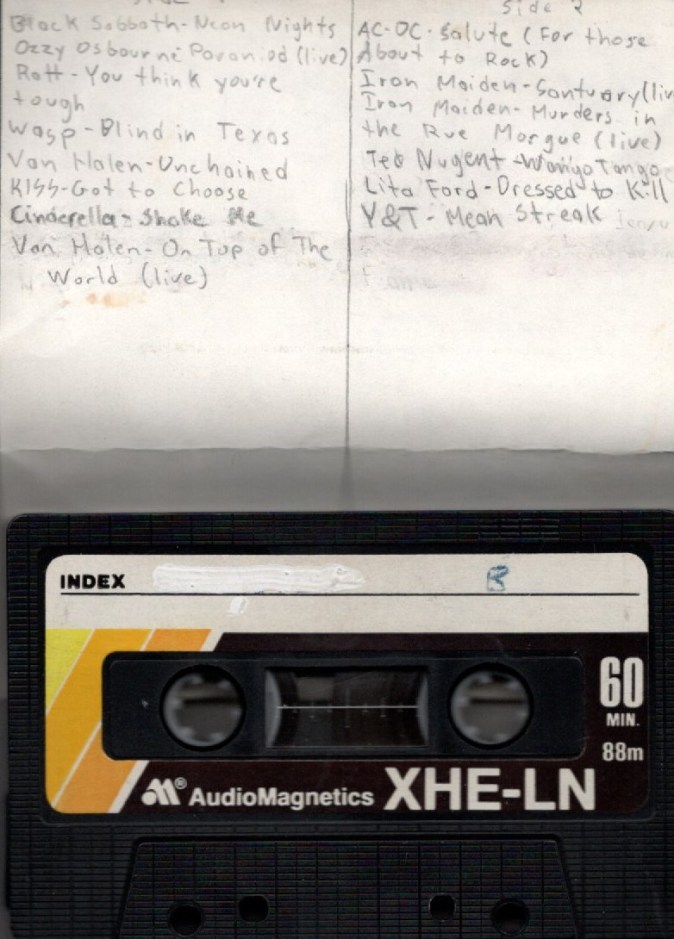 Black Sabbath-Neon Nights
Ozzy Osbourne Paranoid (live)
Ratt-You think you're
tough
Wasp-Blind in Texas
Van Halen-Unchained
KISS-Got to Choose
Cinderella-Shake Me
Van Halen-On Top of The
World (live)
Side 2
AC-DC-Salute (For those
About to Rock)
Iron Maiden-Santuary(liv
Iron Maiden-Murders in
the Rue Morgue (live)
Ted Nugent-Wango Tango
Lita Ford-Dressed to Kill
Y&T-Mean Streak
INDEX
B
60
MIN.
88m
AudioMagnetics XHE-LN